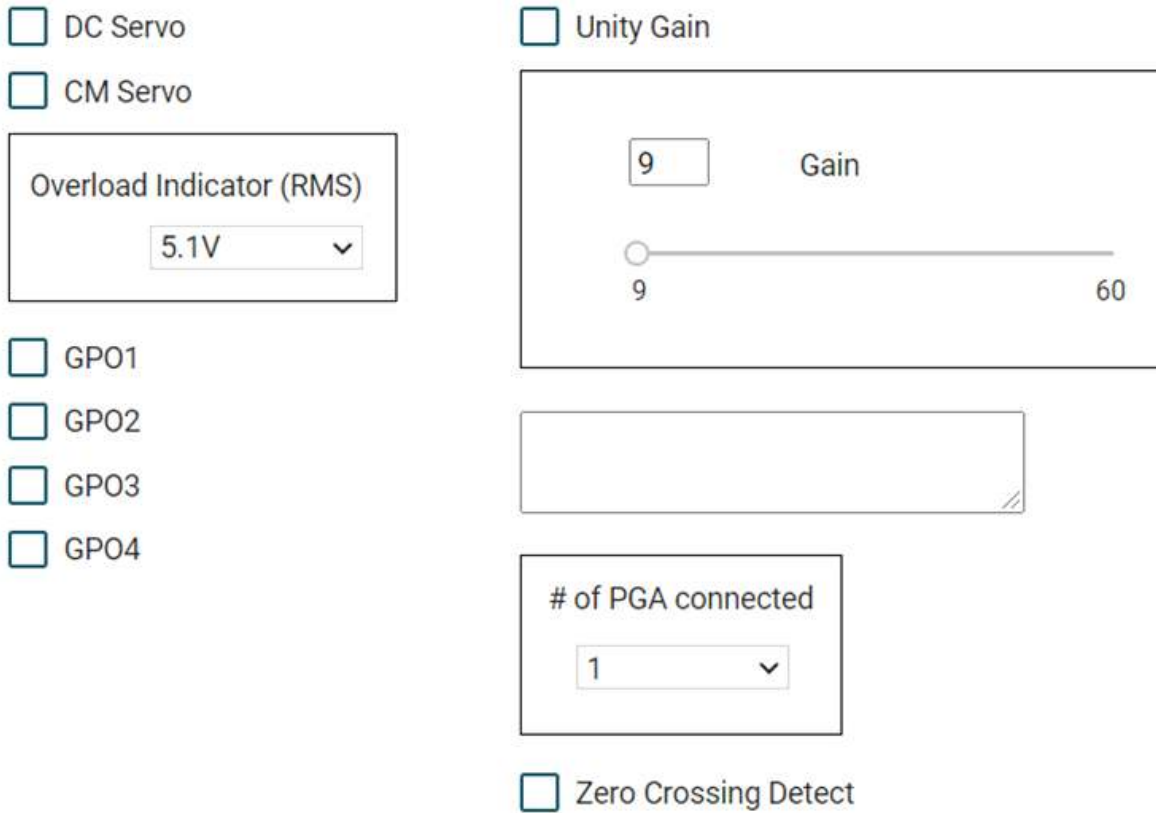 DC Servo
CM Servo
Overload Indicator (RMS)
5.1V
GPO1
GPO2
GPO3
GPO4
Unity Gain
9 Gain
9 60
# of PGA connected
1
Zero Crossing Detect